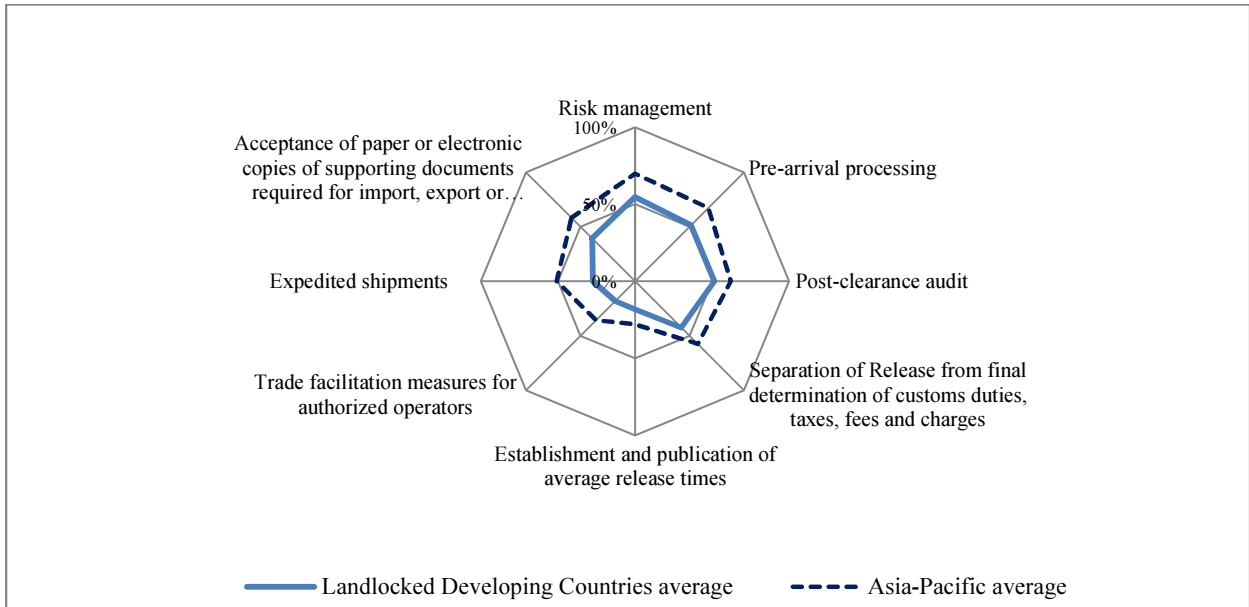 Risk management
100%
Acceptance of paper or electronic
copies of supporting documents
required for import, export or…
Pre-arrival processing
50%
Expedited shipments
0%
Post-clearance audit
Trade facilitation measures for
authorized operators
Separation of Release from final
determination of customs duties,
taxes, fees and charges
Establishment and publication of
average release times
Landlocked Developing Countries average
Asia-Pacific average